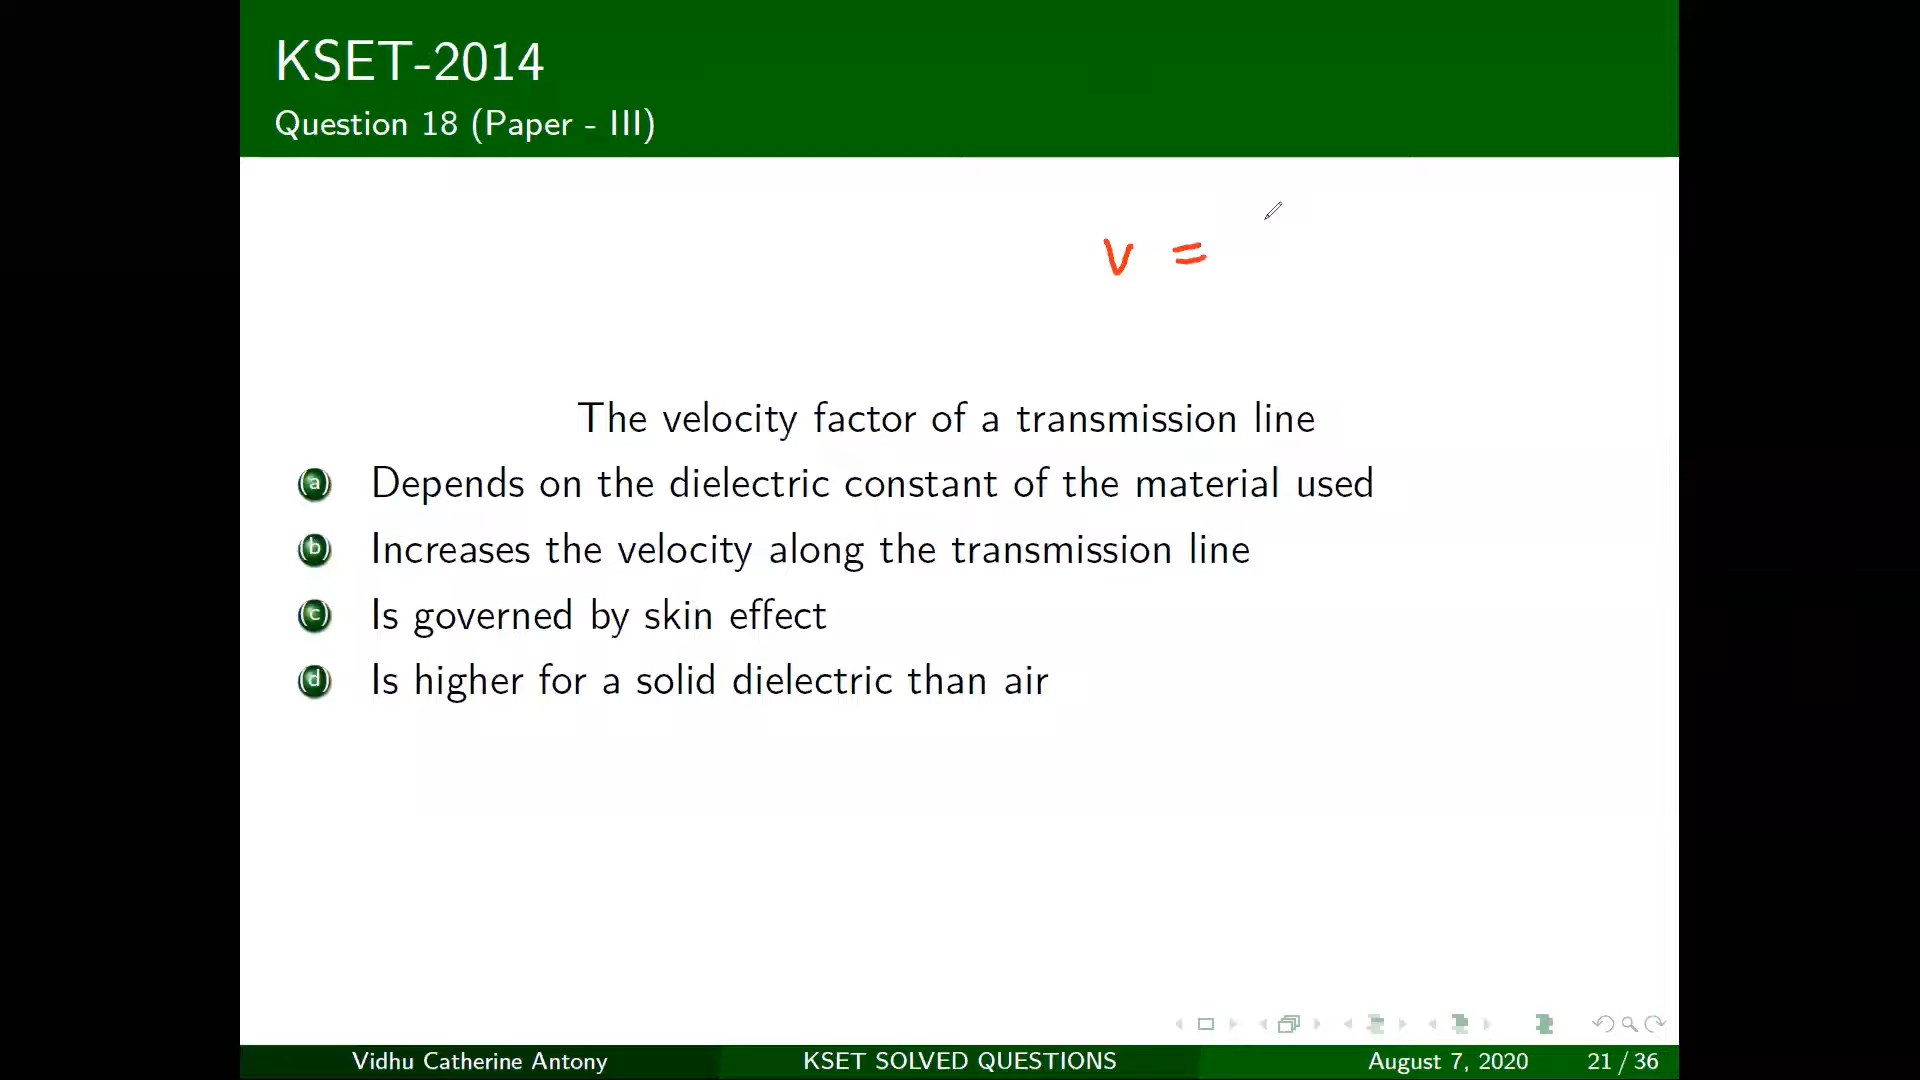 KSET-2014
Question 18 (Paper - III)
v =
The velocity factor of a transmission line
(a) Depends on the dielectric constant of the material used
(b) Increases the velocity along the transmission line
(c) Is governed by skin effect
(d) Is higher for a solid dielectric than air
Vidhu Catherine Antony KSET SOLVED QUESTIONS August 7, 2020 21 / 36